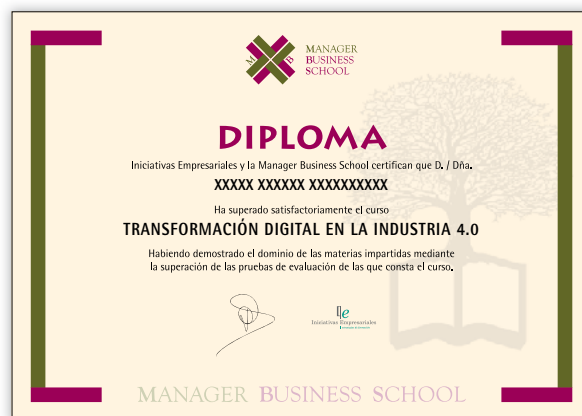 M B
MANAGER
BUSINESS
SCHOOL
DIPLOMA
Iniciativas Empresariales y la Manager Business School certifican que D. / Dña.
XXXXX XXXXXX XXXXXXXXXX
Ha superado satisfactoriamente el curso
TRANSFORMACIÓN DIGITAL EN LA INDUSTRIA 4.0
Habiendo demostrado el dominio de las materias impartidas mediante
la superación de las pruebas de evaluación de las que consta el curso.
Iniciativas Empresariales
MANAGER BUSINESS SCHOOL